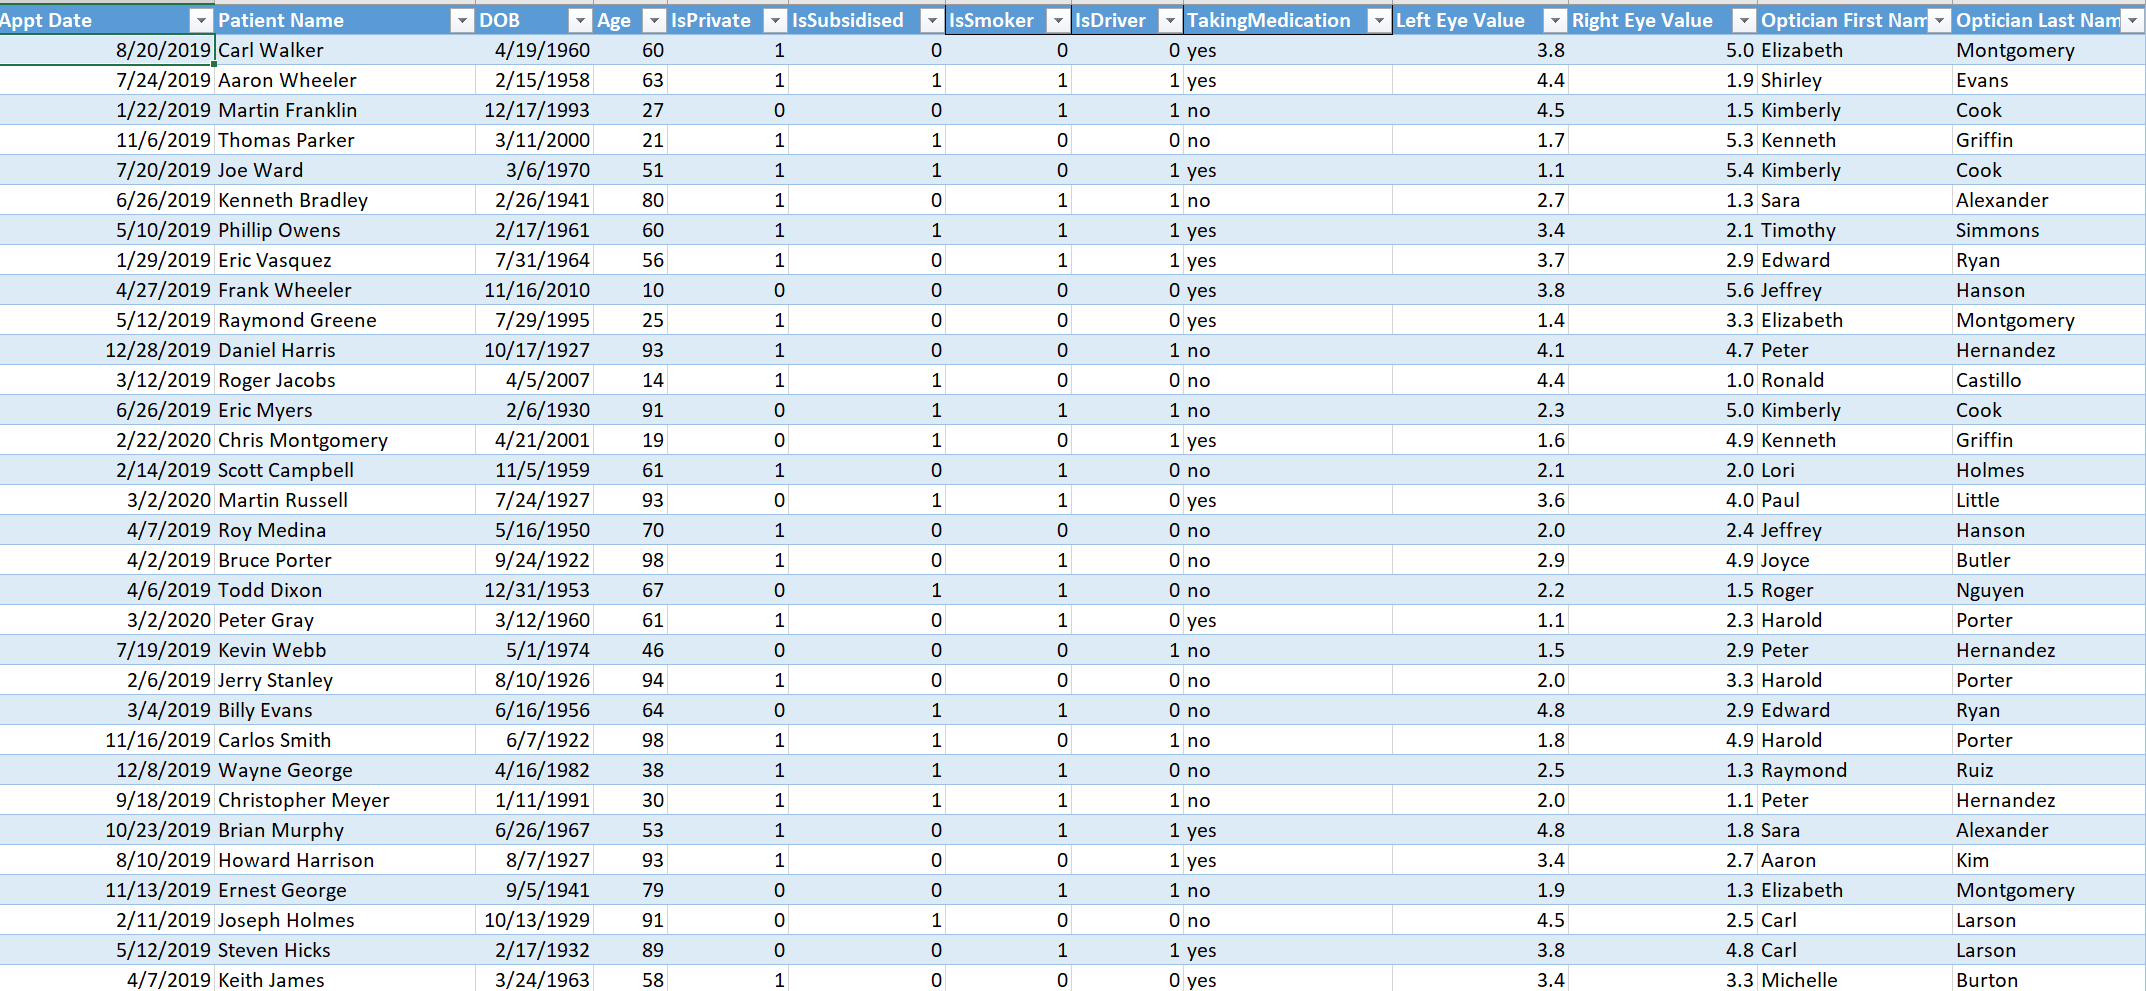 Appt Date Patient Name DOB Age IsPrivate IsSubsidised IsSmoker IsDriver TakingMedication Left Eye Value Right Eye Value Optician First Nam Optician Last Nam
8/20/2019 Carl Walker 4/19/1960 60 1 0 0 0 yes 3.8 5.0 Elizabeth Montgomery
7/24/2019 Aaron Wheeler 2/15/1958 63 1 1 1 1 yes 4.4 1.9 Shirley Evans
1/22/2019 Martin Franklin 12/17/1993 27 0 0 1 1 no 4.5 1.5 Kimberly Cook
11/6/2019 Thomas Parker 3/11/2000 21 1 1 0 0 no 1.7 5.3 Kenneth Griffin
7/20/2019 Joe Ward 3/6/1970 51 1 1 0 1 yes 1.1 5.4 Kimberly Cook
6/26/2019 Kenneth Bradley 2/26/1941 80 1 0 1 1 no 2.7 1.3 Sara Alexander
5/10/2019 Phillip Owens 2/17/1961 60 1 1 1 1 yes 3.4 2.1 Timothy Simmons
1/29/2019 Eric Vasquez 7/31/1964 56 1 0 1 1 yes 3.7 2.9 Edward Ryan
4/27/2019 Frank Wheeler 11/16/2010 10 0 0 0 0 yes 3.8 5.6 Jeffrey Hanson
5/12/2019 Raymond Greene 7/29/1995 25 1 0 0 0 yes 1.4 3.3 Elizabeth Montgomery
12/28/2019 Daniel Harris 10/17/1927 93 1 0 0 1 no 4.1 4.7 Peter Hernandez
3/12/2019 Roger Jacobs 4/5/2007 14 1 1 0 0 no 4.4 1.0 Ronald Castillo
6/26/2019 Eric Myers 2/6/1930 91 0 1 1 1 no 2.3 5.0 Kimberly Cook
2/22/2020 Chris Montgomery 4/21/2001 19 0 1 0 1 yes 1.6 4.9 Kenneth Griffin
2/14/2019 Scott Campbell 11/5/1959 61 1 0 1 0 no 2.1 2.0 Lori Holmes
3/2/2020 Martin Russell 7/24/1927 93 0 1 1 0 yes 3.6 4.0 Paul Little
4/7/2019 Roy Medina 5/16/1950 70 1 0 0 0 no 2.0 2.4 Jeffrey Hanson
4/2/2019 Bruce Porter 9/24/1922 98 1 0 1 0 no 2.9 4.9 Joyce Butler
4/6/2019 Todd Dixon 12/31/1953 67 0 1 1 0 no 2.2 1.5 Roger Nguyen
3/2/2020 Peter Gray 3/12/1960 61 1 0 1 0 yes 1.1 2.3 Harold Porter
7/19/2019 Kevin Webb 5/1/1974 46 0 0 0 1 no 1.5 2.9 Peter Hernandez
2/6/2019 Jerry Stanley 8/10/1926 94 1 0 0 0 no 2.0 3.3 Harold Porter
3/4/2019 Billy Evans 6/16/1956 64 0 1 1 0 no 4.8 2.9 Edward Ryan
11/16/2019 Carlos Smith 6/7/1922 98 1 1 0 1 no 1.8 4.9 Harold Porter
12/8/2019 Wayne George 4/16/1982 38 1 1 1 0 no 2.5 1.3 Raymond Ruiz
9/18/2019 Christopher Meyer 1/11/1991 30 1 1 1 1 no 2.0 1.1 Peter Hernandez
10/23/2019 Brian Murphy 6/26/1967 53 1 0 1 1 yes 4.8 1.8 Sara Alexander
8/10/2019 Howard Harrison 8/7/1927 93 1 0 0 1 yes 3.4 2.7 Aaron Kim
11/13/2019 Ernest George 9/5/1941 79 0 0 1 1 no 1.9 1.3 Elizabeth Montgomery
2/11/2019 Joseph Holmes 10/13/1929 91 0 1 0 0 no 4.5 2.5 Carl Larson
5/12/2019 Steven Hicks 2/17/1932 89 0 0 1 1 yes 3.8 4.8 Carl Larson
4/7/2019 Keith James 3/24/1963 58 1 0 0 0 yes 3.4 3.3 Michelle Burton